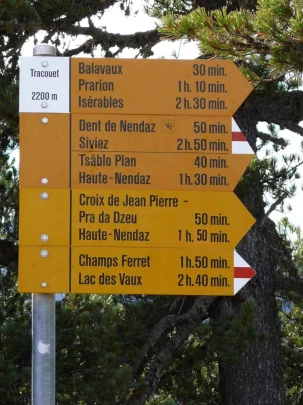 Tracouet
2200 m
Balavaux 30 min.
Prarion 1 h. 10 min.
Isérables 2 h. 30 min.
Dent de Nendaz 50 min.
Siviez 2 h. 50 min.
Tsâblo Plan 40 min.
Haute-Nendaz 1 h. 30 min.
Croix de Jean Pierre -
Pra da Dzeu 50 min.
Haute-Nendaz 1 h. 50 min.
Champs Ferret 1 h. 50 min.
Lac des Vaux 2 h. 40 min.